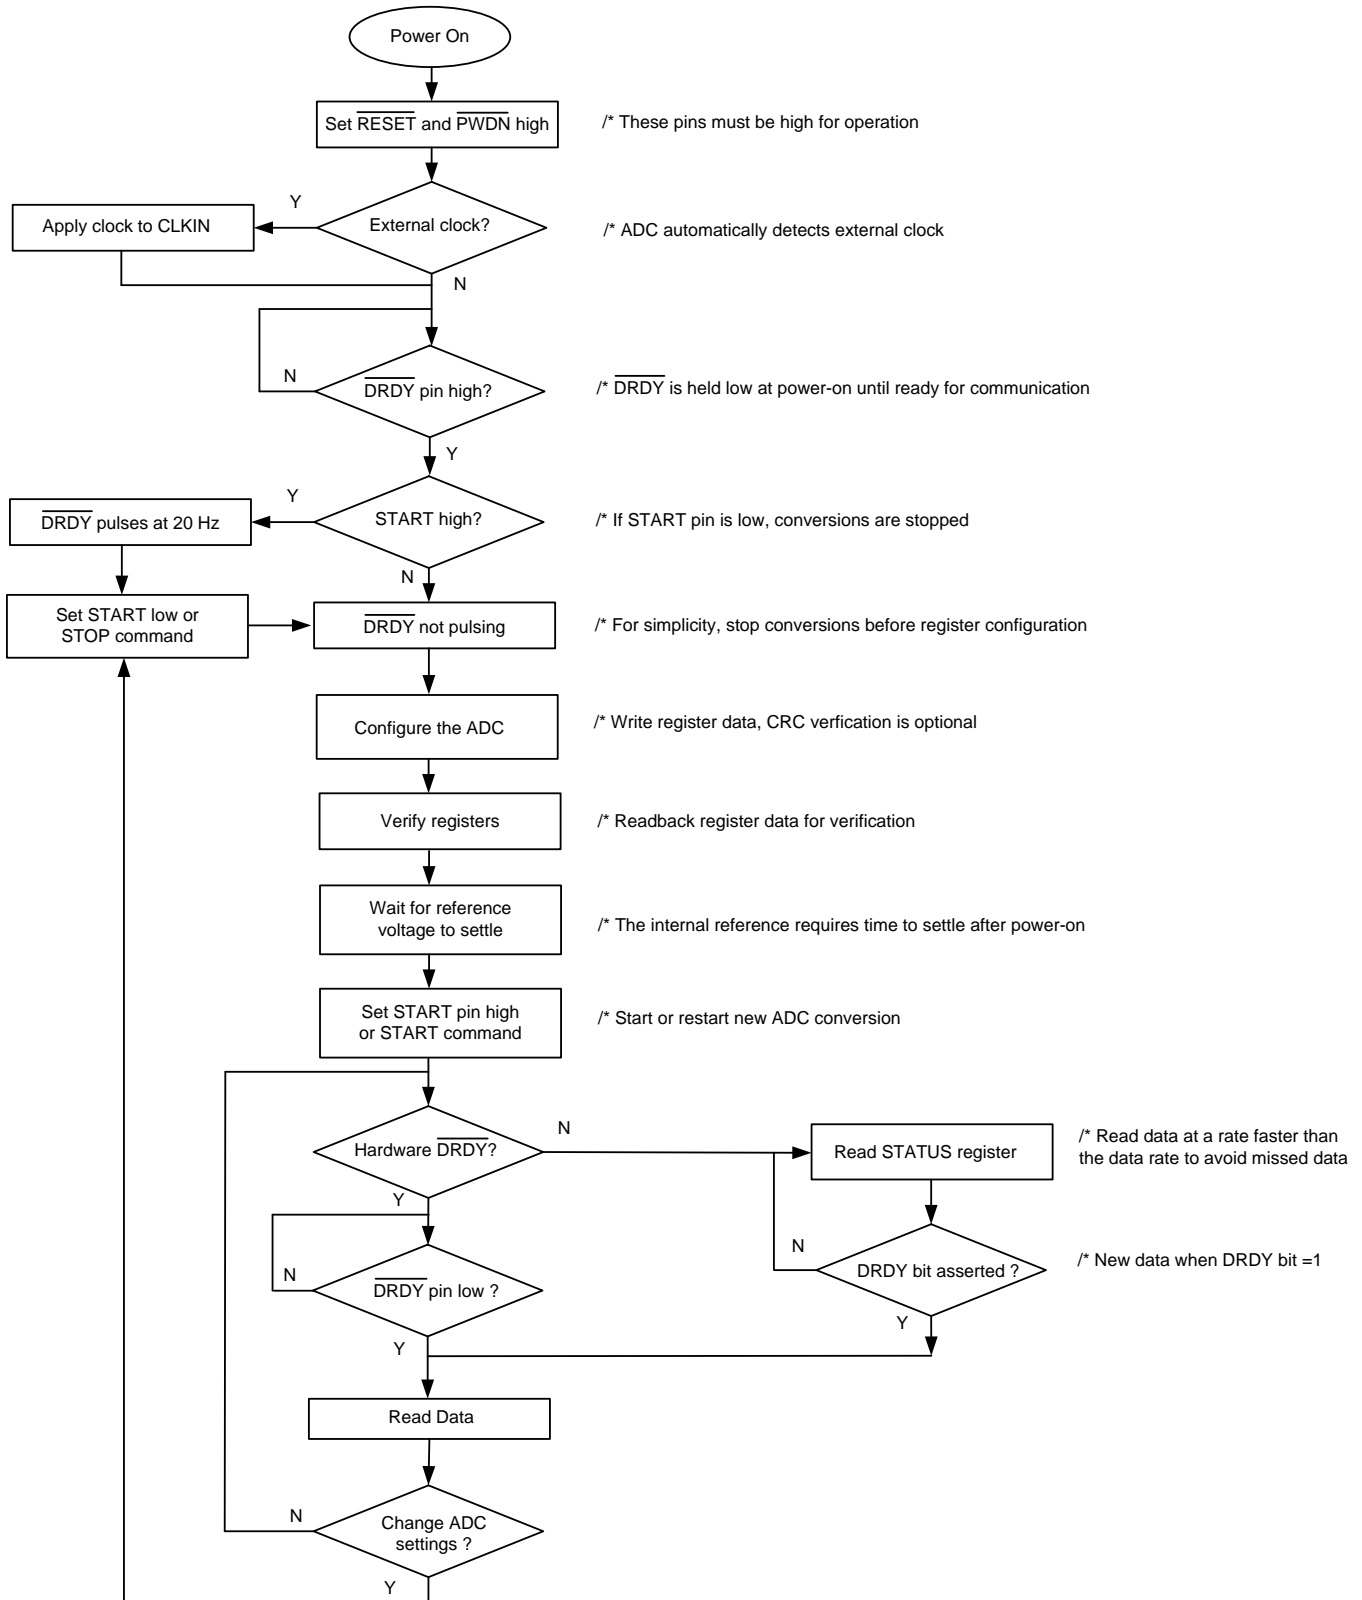 Power On
Set RESET and PWDN high
/* These pins must be high for operation
Y
Apply clock to CLKIN
External clock?
/* ADC automatically detects external clock
N
N
DRDY pin high?
/* DRDY is held low at power-on until ready for communication
Y
Y
DRDY pulses at 20 Hz
START high?
/* If START pin is low, conversions are stopped
N
Set START low or
STOP command
DRDY not pulsing
/* For simplicity, stop conversions before register configuration
Configure the ADC
/* Write register data, CRC verfication is optional
Verify registers
/* Readback register data for verification
Wait for reference
voltage to settle
/* The internal reference requires time to settle after power-on
Set START pin high
or START command
/* Start or restart new ADC conversion
Hardware DRDY?
N
Read STATUS register
/* Read data at a rate faster than
the data rate to avoid missed data
Y
N
DRDY pin low ?
N
DRDY bit asserted ?
/* New data when DRDY bit =1
Y
Y
Read Data
N
Change ADC
settings ?
Y